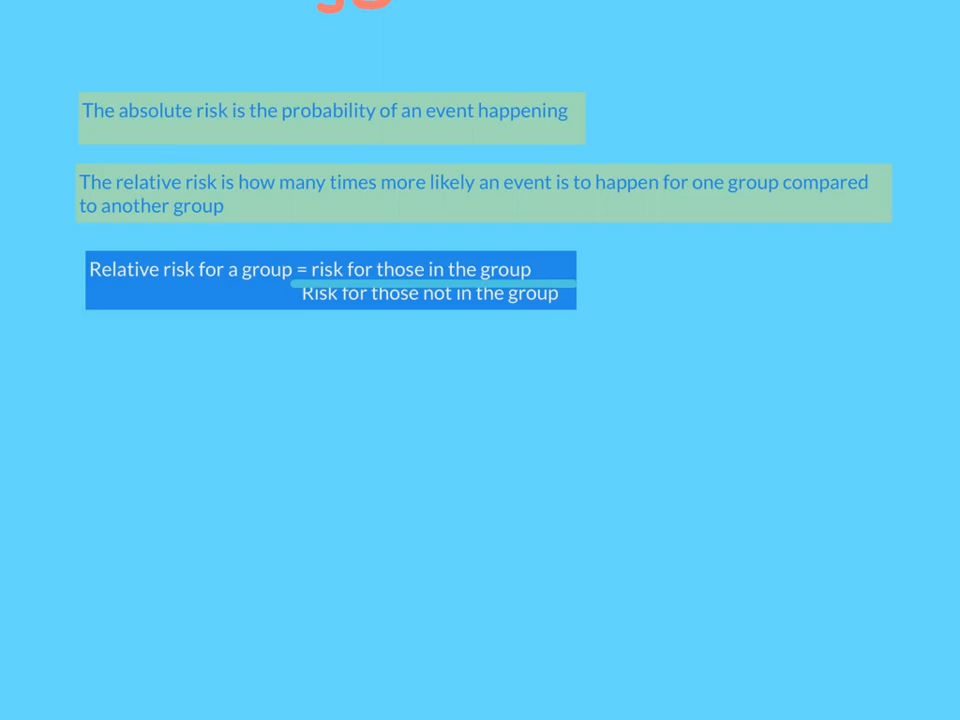 The absolute risk is the probability of an event happening
The relative risk is how many times more likely an event is to happen for one group compared
to another group
Relative risk for a group = risk for those in the group
Risk for those not in the group